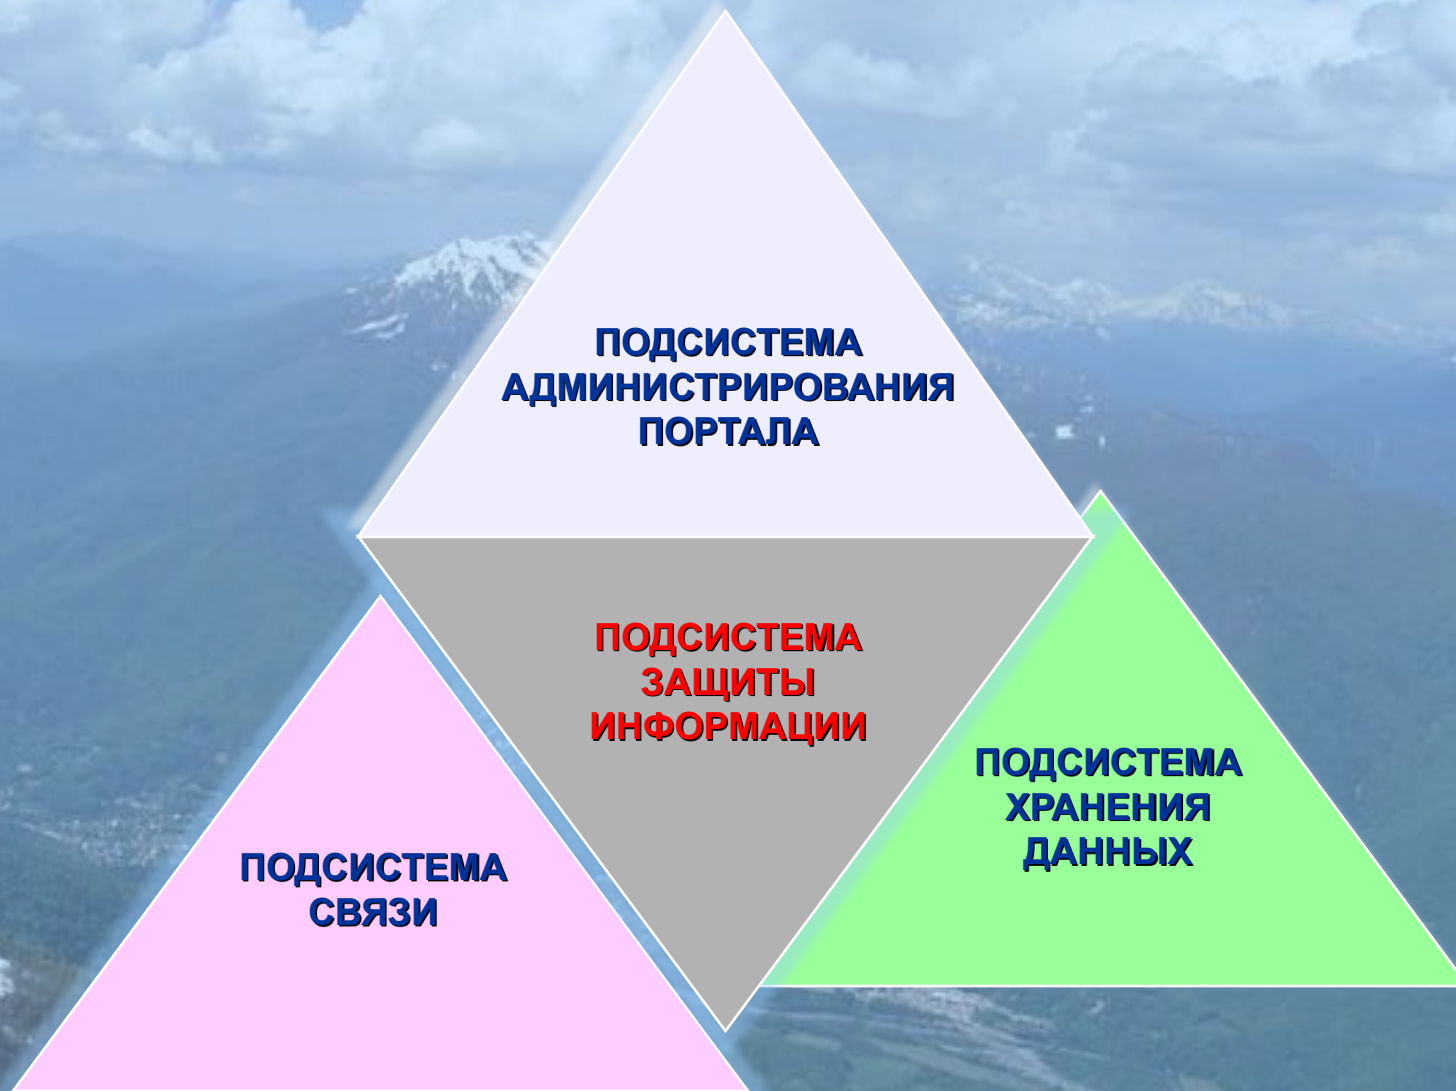 ПОДСИСТЕМА
АДМИНИСТРИРОВАНИЯ
ПОРТАЛА
ПОДСИСТЕМА
ЗАЩИТЫ
ИНФОРМАЦИИ
ПОДСИСТЕМА
ХРАНЕНИЯ
ДАННЫХ
ПОДСИСТЕМА
СВЯЗИ